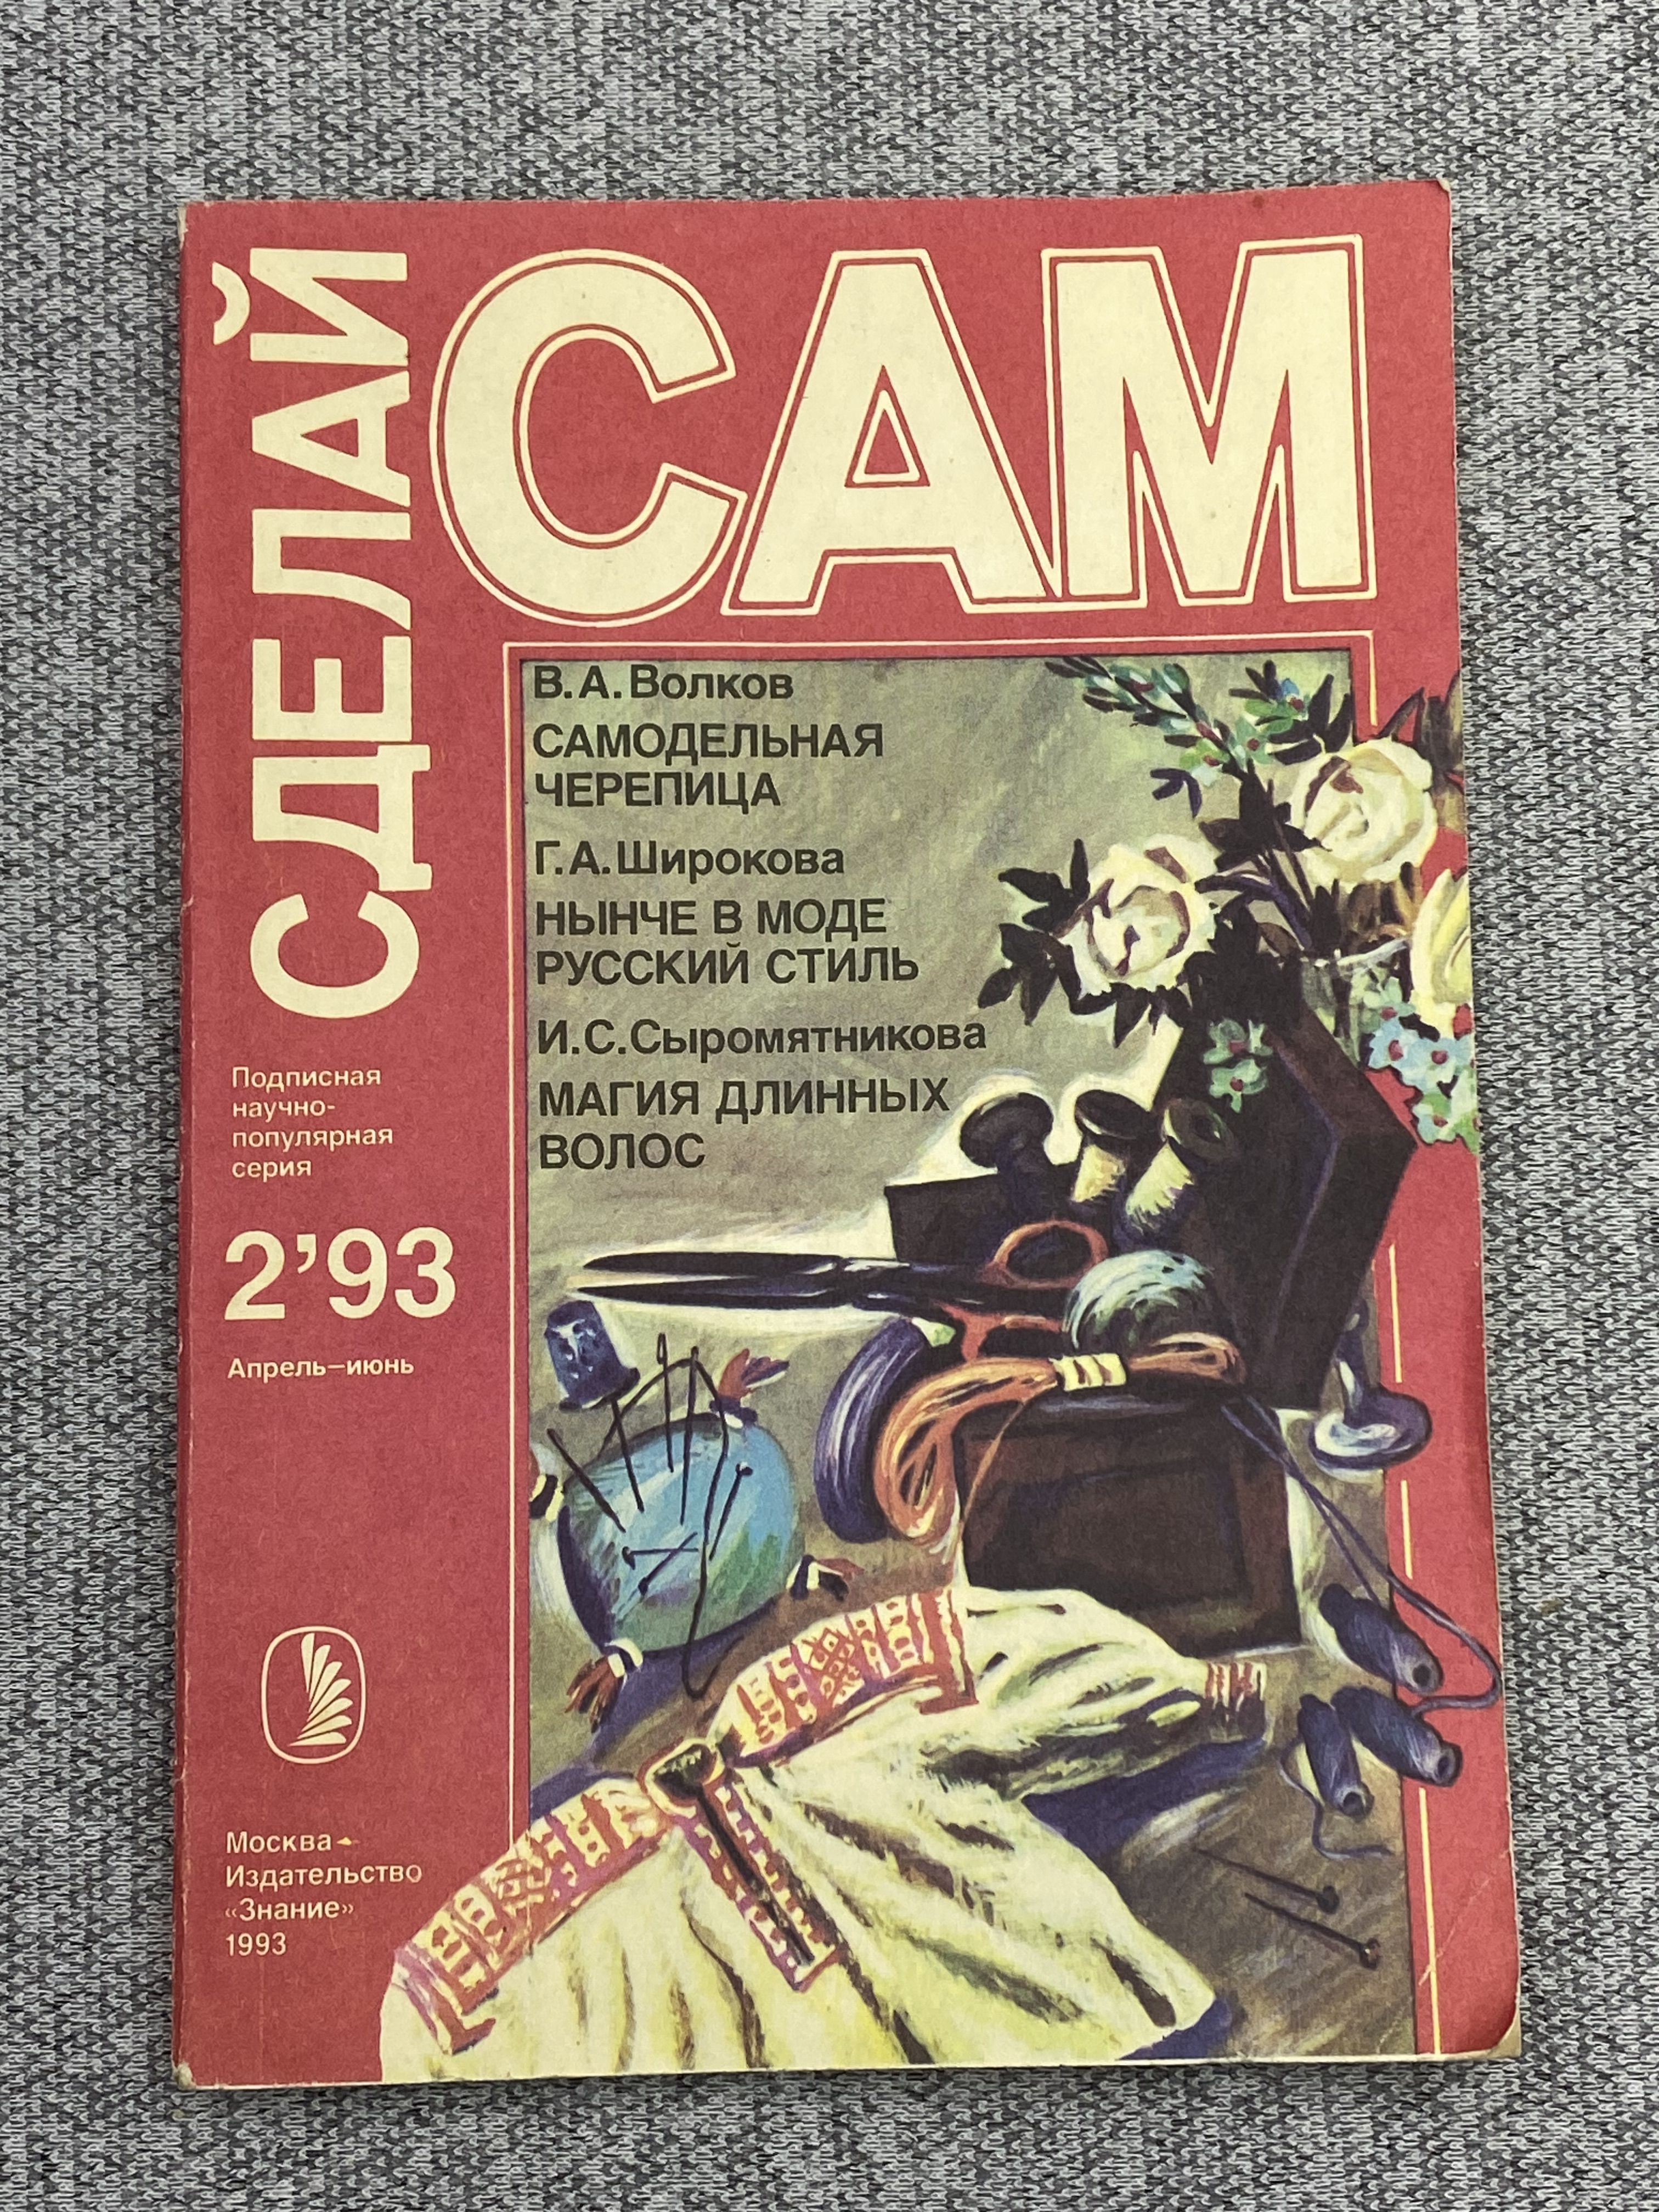 СДЕЛАЙ
САМ
В.А.Волков
САМОДЕЛЬНАЯ
ЧЕРЕПИЦА
Г.А.Широкова
НЫНЧЕ В МОДЕ
РУССКИЙ СТИЛЬ
И.С.Сыромятникова
МАГИЯ ДЛИННЫХ
ВОЛОС
Подписная
научно-
популярная
серия
2’93
Апрель–июнь
Москва
Издательство
«Знание»
1993